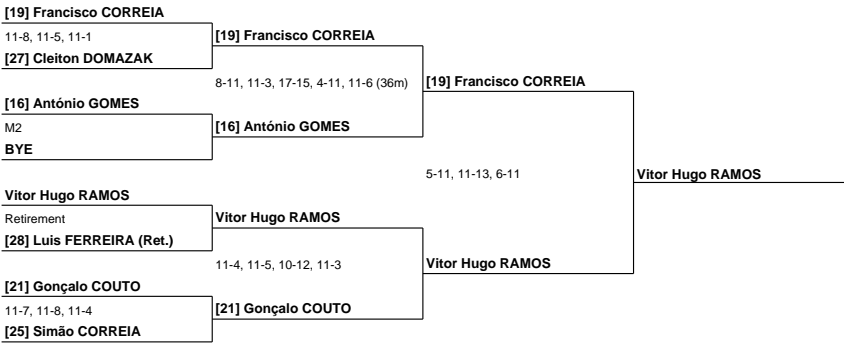 [19] Francisco CORREIA
11-8, 11-5, 11-1
[27] Cleiton DOMAZAK
[19] Francisco CORREIA
8-11, 11-3, 17-15, 4-11, 11-6 (36m)
[16] António GOMES
M2
BYE
[16] António GOMES
[19] Francisco CORREIA
5-11, 11-13, 6-11
Vitor Hugo RAMOS
Vitor Hugo RAMOS
Retirement
[28] Luis FERREIRA (Ret.)
Vitor Hugo RAMOS
11-4, 11-5, 10-12, 11-3
Vitor Hugo RAMOS
[21] Gonçalo COUTO
11-7, 11-8, 11-4
[25] Simão CORREIA
[21] Gonçalo COUTO